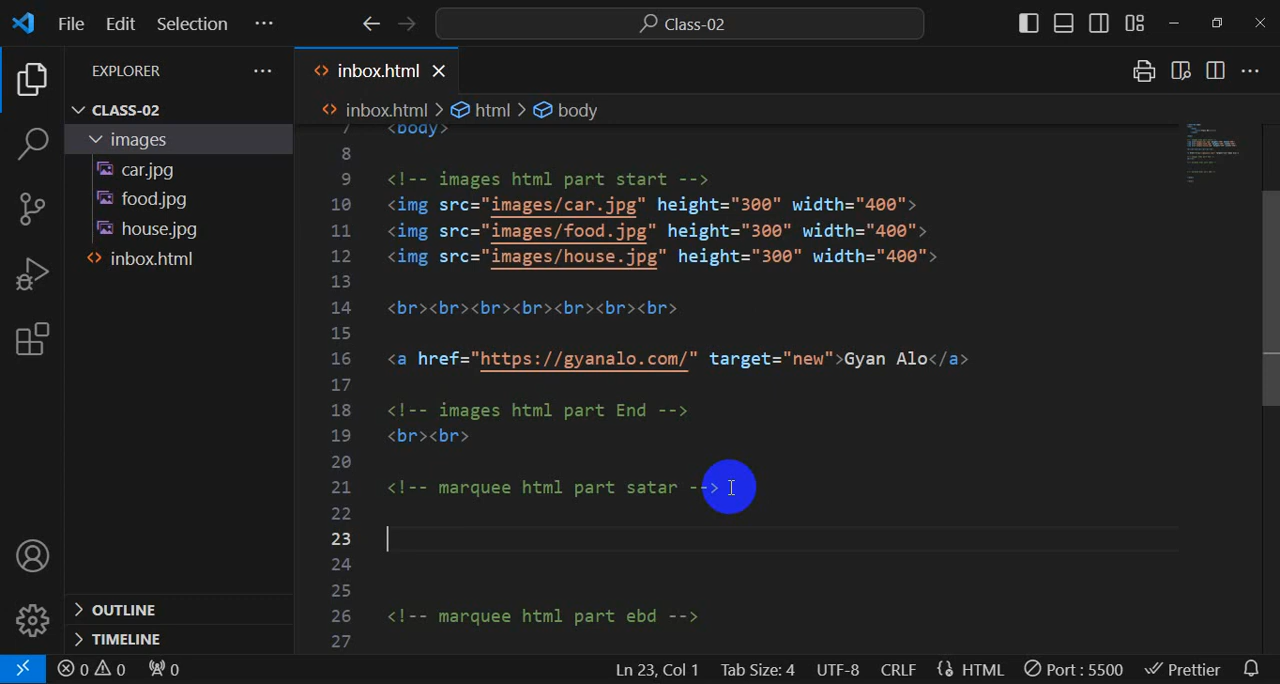 File Edit Selection ··· Class-02
EXPLORER ···
inbox.html
CLASS-02
inbox.html > html > body
images
car.jpg
food.jpg
house.jpg
inbox.html
7 <body>
8
9 <!-- images html part start -->
10 <img src="images/car.jpg" height="300" width="400">
11 <img src="images/food.jpg" height="300" width="400">
12 <img src="images/house.jpg" height="300" width="400">
13
14 <br><br><br><br><br><br><br>
15
16 <a href="https://gyanalo.com/" target="new">Gyan Alo</a>
17
18 <!-- images html part End -->
19 <br><br>
20
21 <!-- marquee html part satar -->
22
23
24
25
26 <!-- marquee html part ebd -->
27
OUTLINE
TIMELINE
0 0 0 Ln 23, Col 1 Tab Size: 4 UTF-8 CRLF {} HTML Port : 5500 Prettier